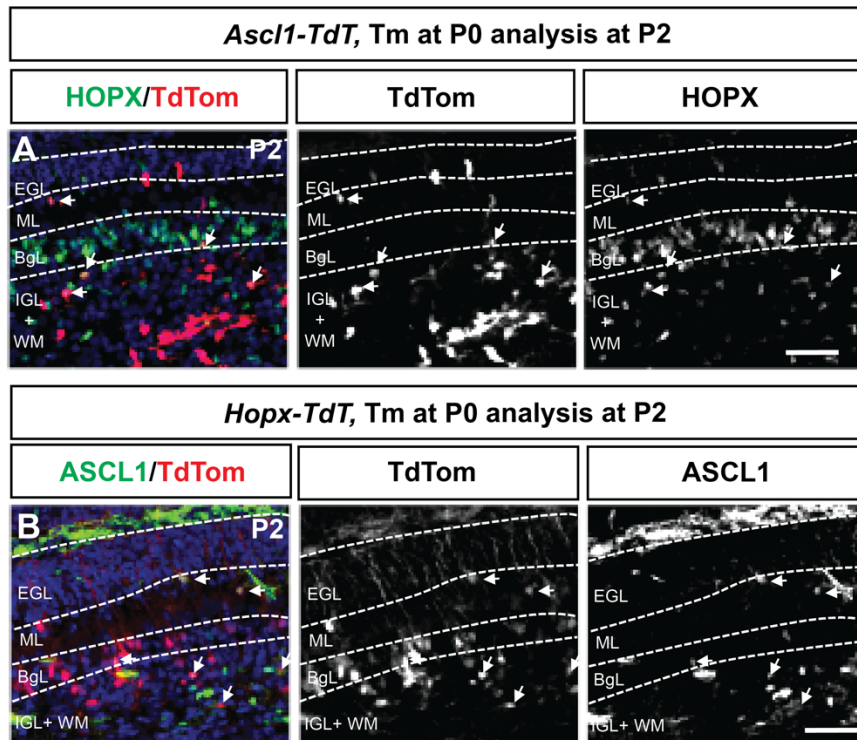 Ascl1-TdT, Tm at P0 analysis at P2
HOPX/TdTom
TdTom
HOPX
A
P2
EGL
ML
BgL
IGL
+
WM
Hopx-TdT, Tm at P0 analysis at P2
ASCL1/TdTom
TdTom
ASCL1
B
P2
EGL
ML
BgL
IGL+ WM
EGL
ML
BgL
IGL
+
WM
EGL
ML
BgL
IGL
+
WM
EGL
ML
BgL
IGL+ WM
EGL
ML
BgL
IGL+ WM